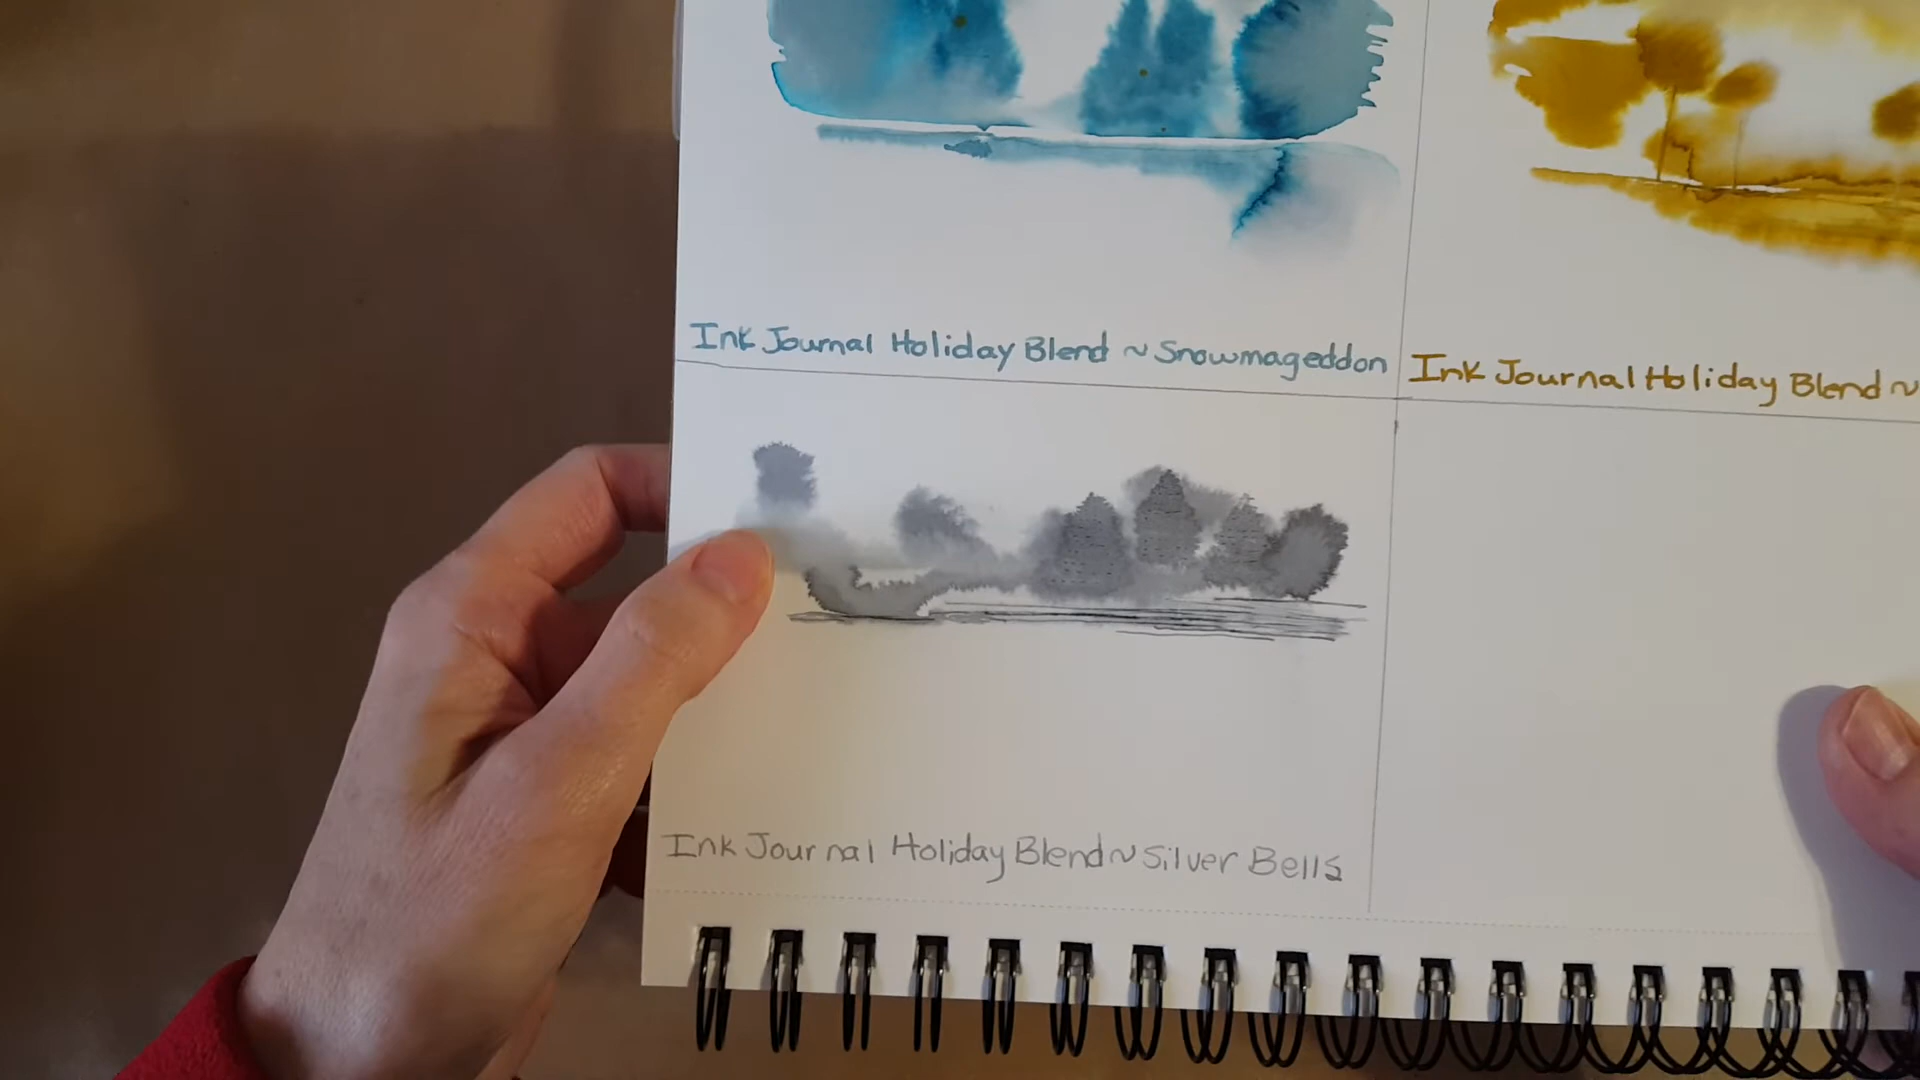 Ink Journal Holiday Blend ~ Snowmageddon
Ink Journal Holiday Blend ~
Ink Journal Holiday Blend ~ Silver Bells